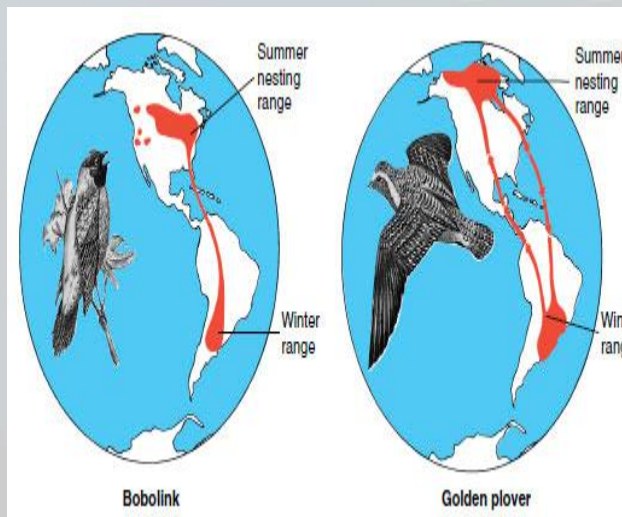 Summer
nesting
range
Winter
range
Bobolink
Summer
nesting
range
Golden plover